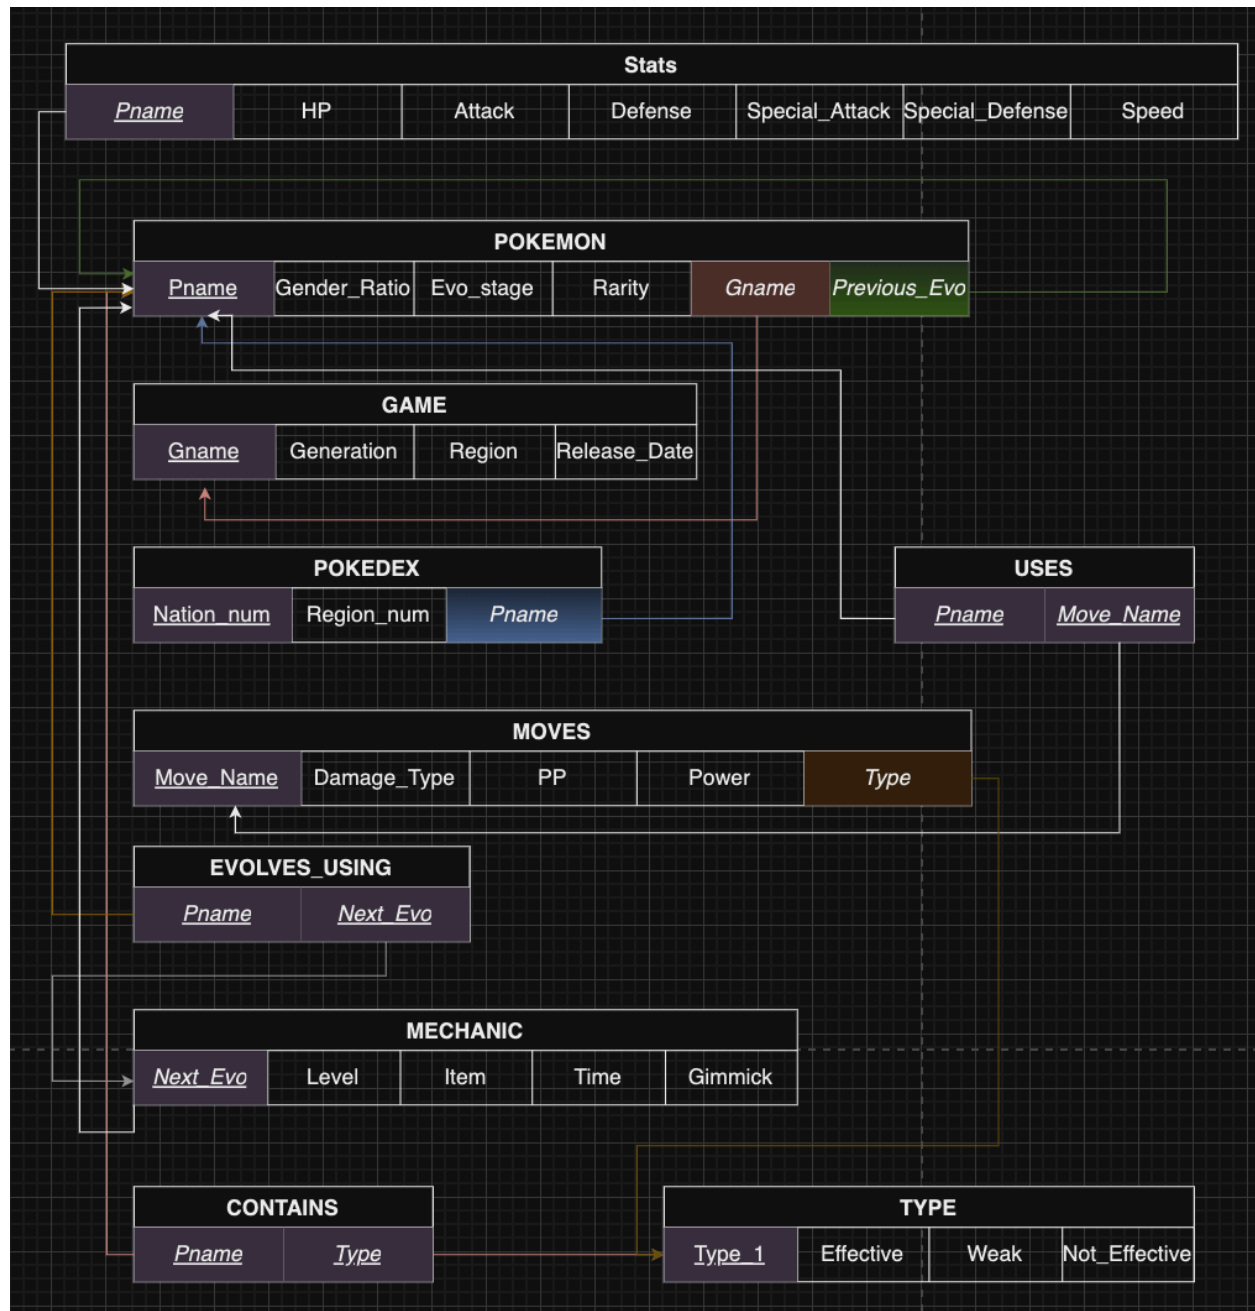 Stats
Pname HP Attack Defense Special_Attack Special_Defense Speed
POKEMON
Pname Gender_Ratio Evo_stage Rarity Gname Previous_Evo
GAME
Gname Generation Region Release_Date
POKEDEX
Nation_num Region_num Pname
USES
Pname Move_Name
MOVES
Move_Name Damage_Type PP Power Type
EVOLVES_USING
Pname Next_Evo
MECHANIC
Next_Evo Level Item Time Gimmick
CONTAINS
Pname Type
TYPE
Type_1 Effective Weak Not_Effective